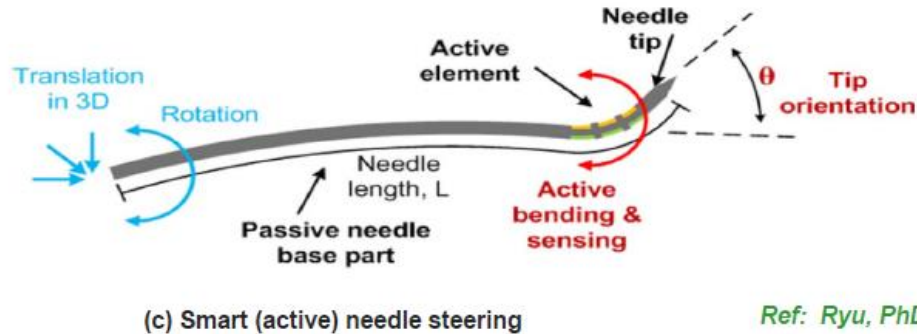 Needle
tip
Active
element
Translation
in 3D
Rotation
θ
Tip
orientation
Needle
length, L
Active
bending &
sensing
Passive needle
base part
(c) Smart (active) needle steering
Ref: Ryu, PhD